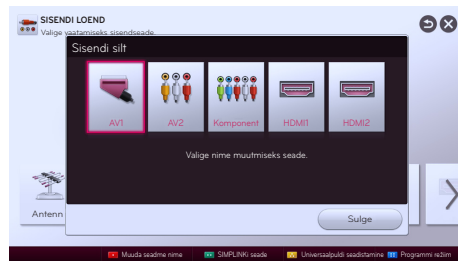 SISENDI LOEND
Valige vaatamiseks sisendseade.
Sisendi silt
AV1 AV2 Komponent HDMI1 HDMI2
Valige nime muutmiseks seade.
Antenn
Sulge
Muuda seadme nime SIMPLINKi seade Universaalpuldi seadistamine Programmi režiim